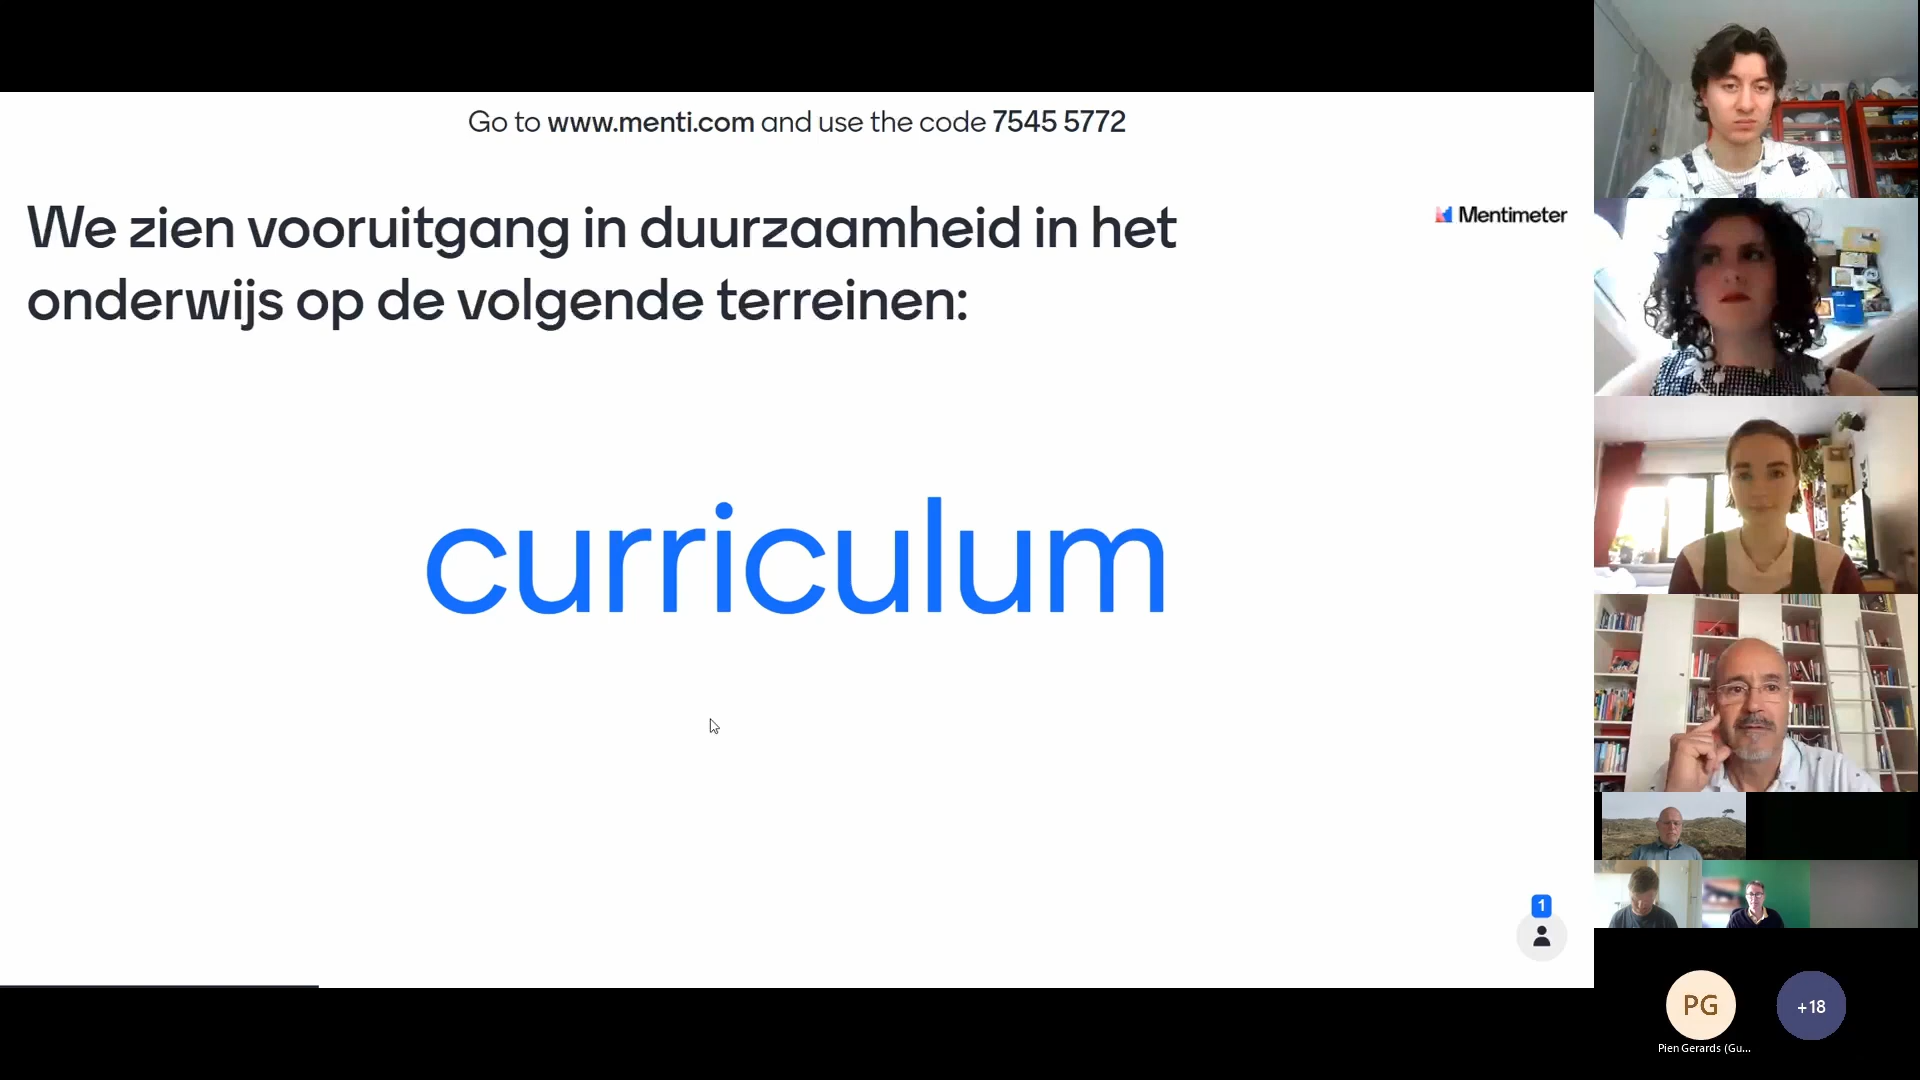 Go to www.menti.com and use the code 7545 5772
We zien vooruitgang in duurzaamheid in het
onderwijs op de volgende terreinen:
Mentimeter
curriculum
1
PG
+18
Pien Gerards (Gu...